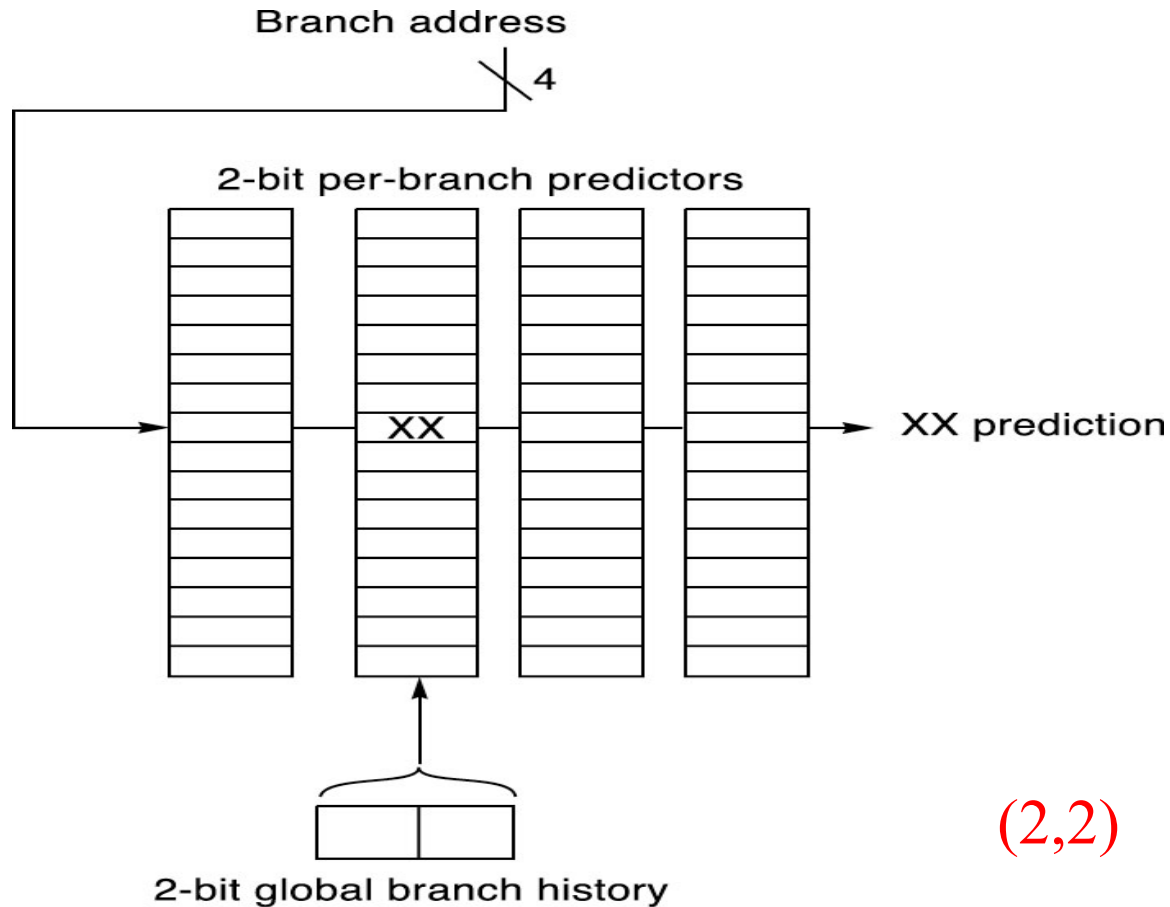 Branch address
4
2-bit per-branch predictors
XX
XX prediction
(2,2)
2-bit global branch history